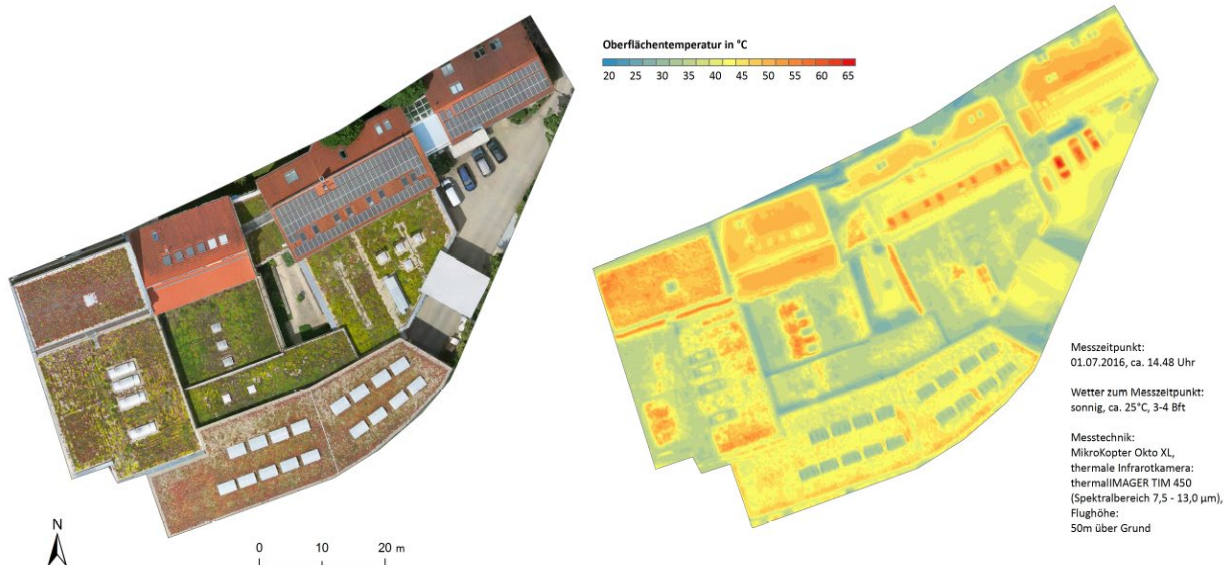 Oberflächentemperatur in °C
20 25 30 35 40 45 50 55 60 65
Messzeitpunkt:
01.07.2016, ca. 14.48 Uhr
Wetter zum Messzeitpunkt:
sonnig, ca. 25°C, 3-4 Bft
Messtechnik:
MikroKopter Okto XL,
thermale Infrarotkamera:
thermalIMAGER TIM 450
(Spektralbereich 7,5 - 13,0 µm),
Flughöhe:
50m über Grund
N
0 10 20 m